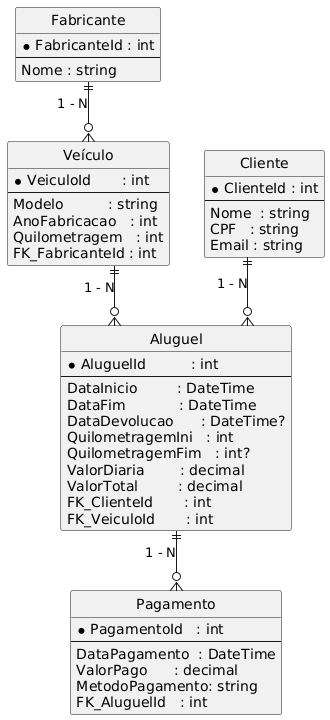 Fabricante
FabricanteId : int
Nome : string
1 - N
Veículo
VeiculoId : int
Modelo : string
AnoFabricacao : int
Quilometragem : int
FK_FabricanteId : int
Cliente
ClienteId : int
Nome : string
CPF : string
Email : string
1 - N
1 - N
Aluguel
AluguelId : int
DataInicio : DateTime
DataFim : DateTime
DataDevolucao : DateTime?
QuilometragemIni : int
QuilometragemFim : int?
ValorDiaria : decimal
ValorTotal : decimal
FK_ClienteId : int
FK_VeiculoId : int
1 - N
Pagamento
PagamentoId : int
DataPagamento : DateTime
ValorPago : decimal
MetodoPagamento: string
FK_AluguelId : int